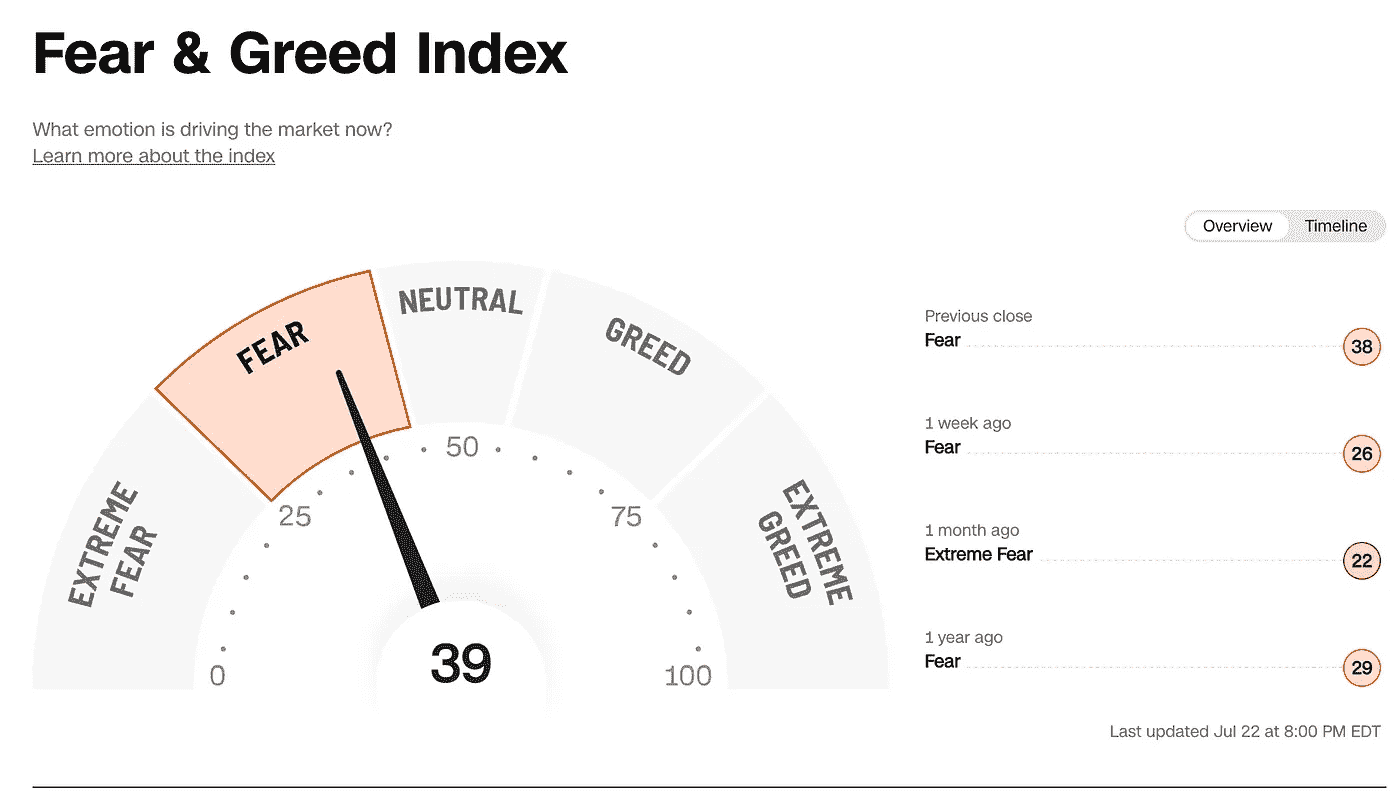 Fear & Greed Index
What emotion is driving the market now?
Learn more about the index
Overview
Timeline
EXTREME
FEAR
FEAR
NEUTRAL
GREED
EXTREME
GREED
0
25
50
75
100
39
Previous close
Fear
38
1 week ago
Fear
26
1 month ago
Extreme Fear
22
1 year ago
Fear
29
Last updated Jul 22 at 8:00 PM EDT